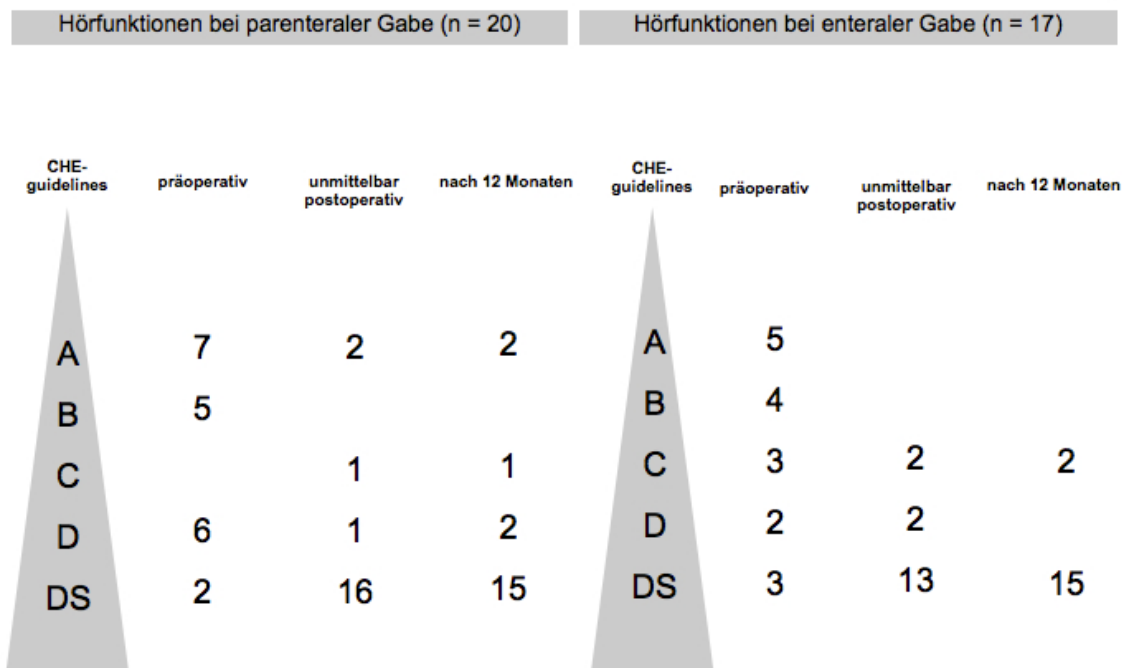 Hörfunktionen bei parenteraler Gabe (n = 20)
CHE-
guidelines
präoperativ
unmittelbar
postoperativ
nach 12 Monaten
A 7 2 2
B 5
C 1 1
D 6 1 2
DS 2 16 15
Hörfunktionen bei enteraler Gabe (n = 17)
CHE-
guidelines
präoperativ
unmittelbar
postoperativ
nach 12 Monaten
A 5
B 4
C 3 2 2
D 2 2
DS 3 13 15